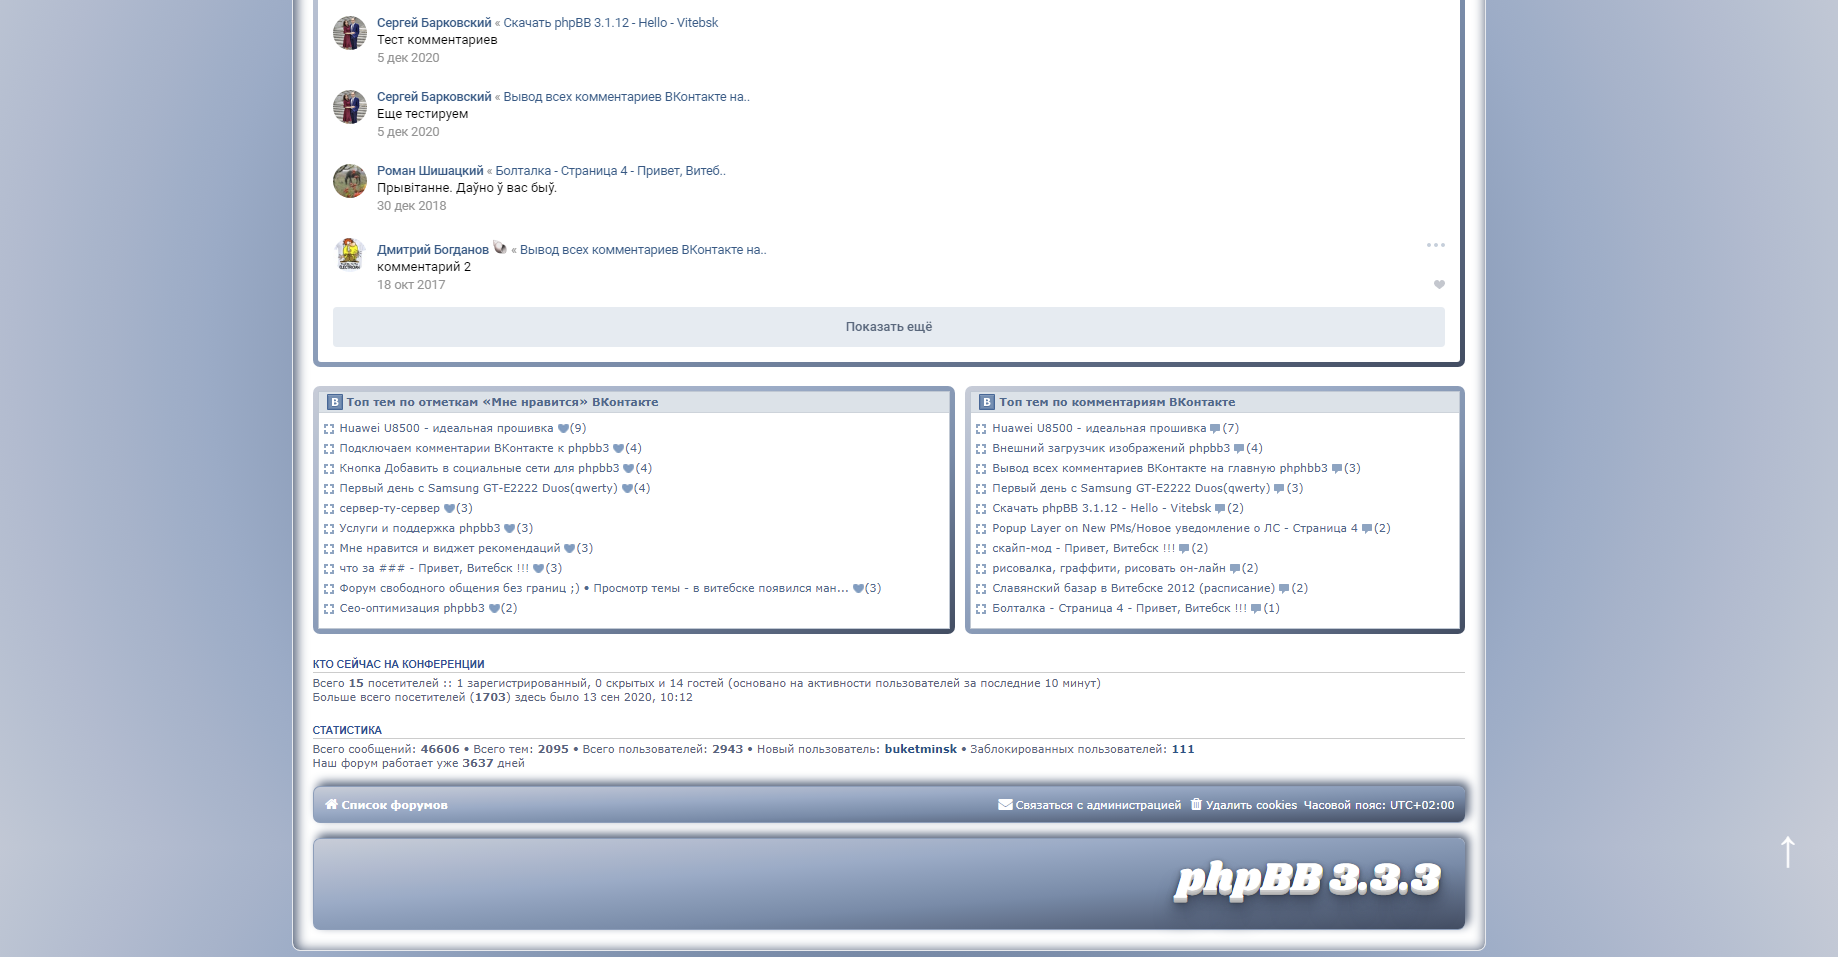 Сергей Барковский « Скачать phpBB 3.1.12 - Hello - Vitebsk
Тест комментариев
5 дек 2020
Сергей Барковский « Вывод всех комментариев ВКонтакте на..
Еще тестируем
5 дек 2020
Роман Шишацкий « Болталка - Страница 4 - Привет, Витеб..
Прывітанне. Даўно ў вас быў.
30 дек 2018
Дмитрий Богданов « Вывод всех комментариев ВКонтакте на..
комментарий 2
18 окт 2017
Показать ещё
В Топ тем по отметкам «Мне нравится» ВКонтакте
Huawei U8500 - идеальная прошивка (9)
Подключаем комментарии ВКонтакте к phpbb3 (4)
Кнопка Добавить в социальные сети для phpbb3 (4)
Первый день с Samsung GT-E2222 Duos(qwerty) (4)
сервер-ту-сервер (3)
Услуги и поддержка phpbb3 (3)
Мне нравится и виджет рекомендаций (3)
что за ### - Привет, Витебск !!! (3)
Форум свободного общения без границ ;) • Просмотр темы - в витебске появился ман... (3)
Сео-оптимизация phpbb3 (2)
В Топ тем по комментариям ВКонтакте
Huawei U8500 - идеальная прошивка (7)
Внешний загрузчик изображений phpbb3 (4)
Вывод всех комментариев ВКонтакте на главную phphbb3 (3)
Первый день с Samsung GT-E2222 Duos(qwerty) (3)
Скачать phpBB 3.1.12 - Hello - Vitebsk (2)
Popup Layer on New PMs/Новое уведомление о ЛС - Страница 4 (2)
скайп-мод - Привет, Витебск !!! (2)
рисовалка, граффити, рисовать он-лайн (2)
Славянский базар в Витебске 2012 (расписание) (2)
Болталка - Страница 4 - Привет, Витебск !!! (1)
КТО СЕЙЧАС НА КОНФЕРЕНЦИИ
Всего 15 посетителей :: 1 зарегистрированный, 0 скрытых и 14 гостей (основано на активности пользователей за последние 10 минут)
Больше всего посетителей (1703) здесь было 13 сен 2020, 10:12
СТАТИСТИКА
Всего сообщений: 46606 • Всего тем: 2095 • Всего пользователей: 2943 • Новый пользователь: buketminsk • Заблокированных пользователей: 111
Наш форум работает уже 3637 дней
Список форумов
Связаться с администрацией Удалить cookies Часовой пояс: UTC+02:00
phpBB 3.3.3